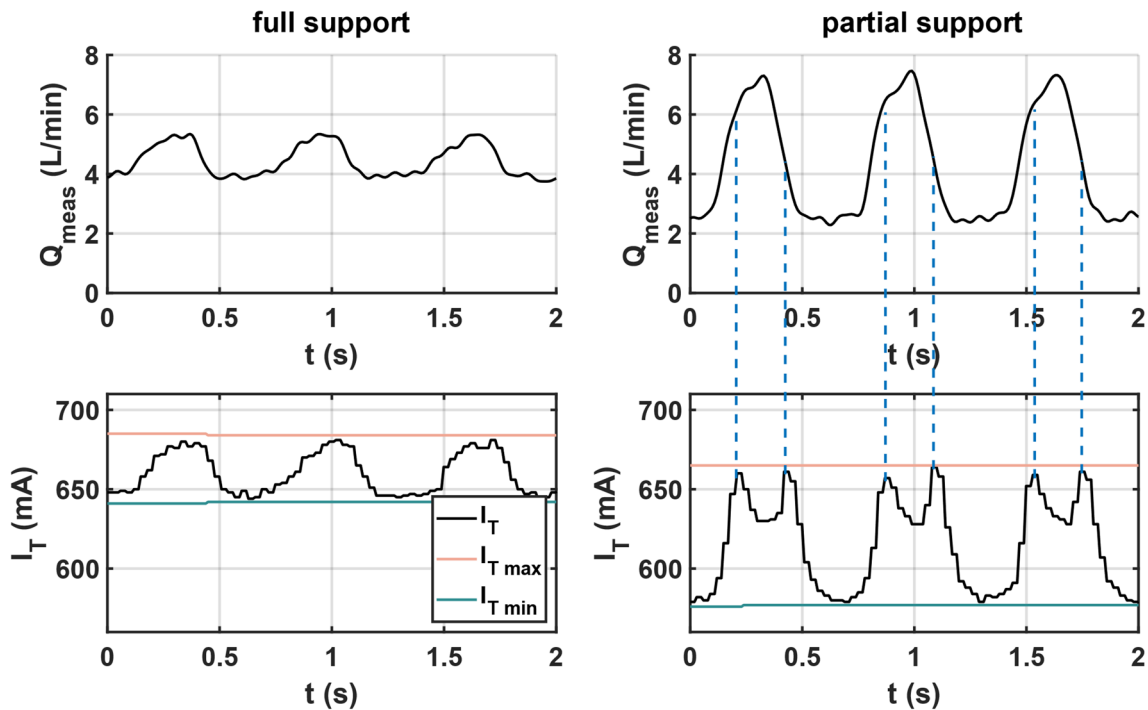 full support
partial support
8
6
4
2
0
Q_meas (L/min)
0 0.5 1 1.5 2
t (s)
8
6
4
2
0
Q_meas (L/min)
0 0.5 1 1.5 2
t (s)
700
650
600
I_T (mA)
0 0.5 1 1.5 2
t (s)
I_T
I_T max
I_T min
700
650
600
I_T (mA)
0 0.5 1 1.5 2
t (s)